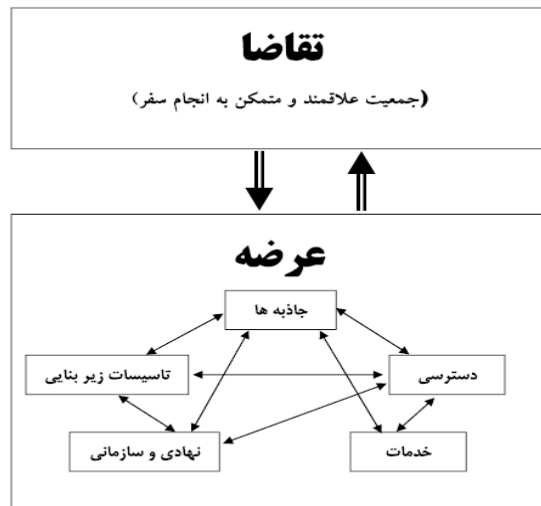 تقاضا
(جمعیت علاقمند و متمکن به انجام سفر)
عرضه
جاذبه ها
دسترسی
تاسیسات زیر بنایی
خدمات
نهادی و سازمانی